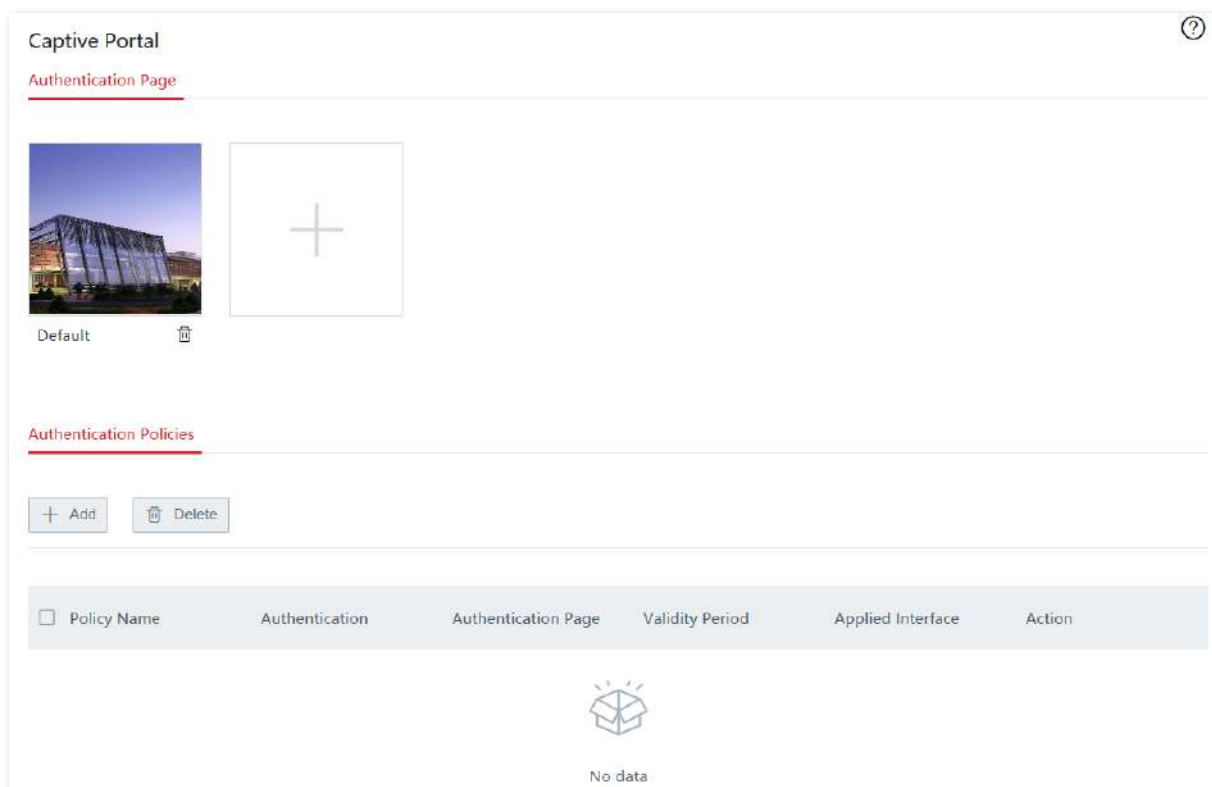 Captive Portal
?
Authentication Page
Default
Authentication Policies
+ Add Delete
Policy Name Authentication Authentication Page Validity Period Applied Interface Action
No data